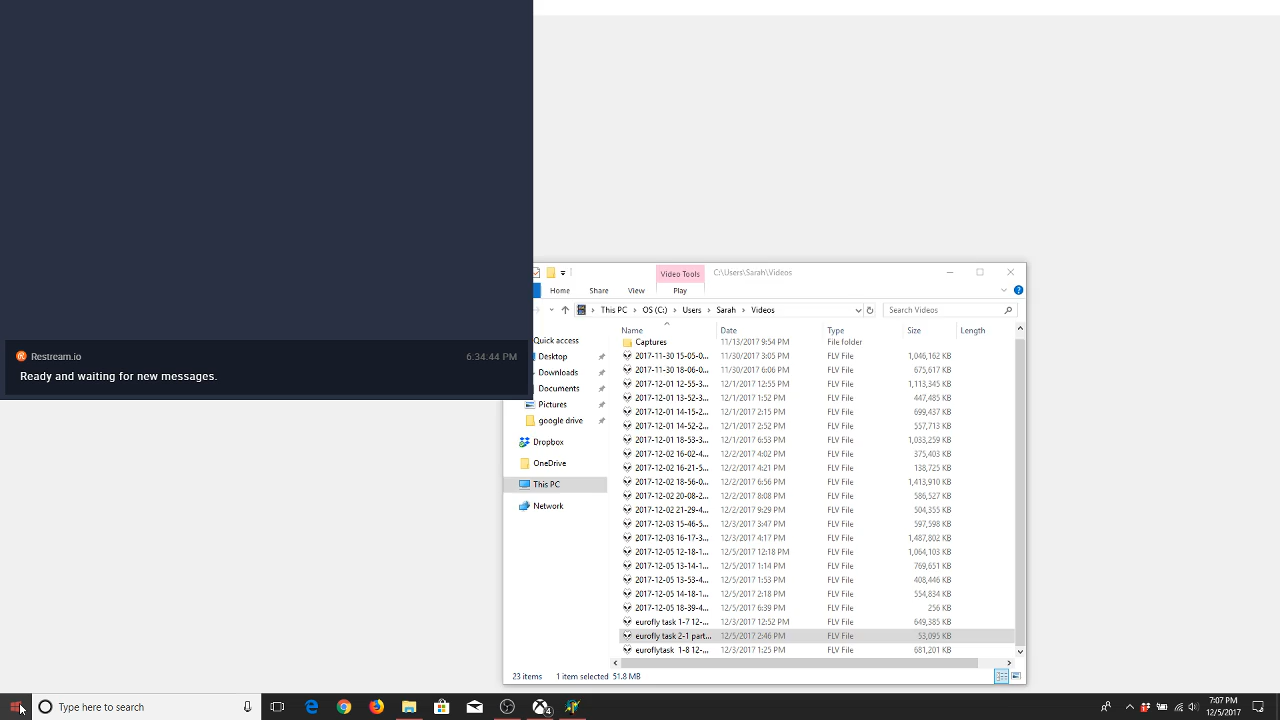 Restream.io 6:34:44 PM
Ready and waiting for new messages.
Video Tools C:\Users\Sarah\Videos
Home Share View Play
This PC OS (C:) Users Sarah Videos Search Videos
Name Date Type Size Length
Quick access
Desktop
Downloads
Documents
Pictures
google drive
Dropbox
OneDrive
This PC
Network
Captures 11/13/2017 9:54 PM File folder
2017-11-30 15-05-0... 11/30/2017 3:05 PM FLV File 1,046,162 KB
2017-11-30 18-06-0... 11/30/2017 6:06 PM FLV File 675,617 KB
2017-12-01 12-55-3... 12/1/2017 12:55 PM FLV File 1,113,345 KB
2017-12-01 13-52-3... 12/1/2017 1:52 PM FLV File 447,485 KB
2017-12-01 14-15-2... 12/1/2017 2:15 PM FLV File 699,437 KB
2017-12-01 14-52-2... 12/1/2017 2:52 PM FLV File 557,713 KB
2017-12-01 18-53-3... 12/1/2017 6:53 PM FLV File 1,033,259 KB
2017-12-02 16-02-4... 12/2/2017 4:02 PM FLV File 375,403 KB
2017-12-02 16-21-5... 12/2/2017 4:21 PM FLV File 138,725 KB
2017-12-02 18-56-0... 12/2/2017 6:56 PM FLV File 1,413,910 KB
2017-12-02 20-08-2... 12/2/2017 8:08 PM FLV File 586,527 KB
2017-12-02 21-29-4... 12/2/2017 9:29 PM FLV File 504,355 KB
2017-12-03 15-46-5... 12/3/2017 3:47 PM FLV File 597,598 KB
2017-12-03 16-17-3... 12/3/2017 4:17 PM FLV File 1,487,802 KB
2017-12-05 12-18-1... 12/5/2017 12:18 PM FLV File 1,064,103 KB
2017-12-05 13-14-1... 12/5/2017 1:14 PM FLV File 769,651 KB
2017-12-05 13-53-4... 12/5/2017 1:53 PM FLV File 408,446 KB
2017-12-05 14-18-1... 12/5/2017 2:18 PM FLV File 554,834 KB
2017-12-05 18-39-4... 12/5/2017 6:39 PM FLV File 256 KB
eurofly task 1-7 12-... 12/3/2017 12:52 PM FLV File 649,385 KB
eurofly task 2-1 part... 12/5/2017 2:46 PM FLV File 53,095 KB
euroflytask 1-8 12-... 12/3/2017 1:25 PM FLV File 681,201 KB
23 items 1 item selected 51.8 MB
Type here to search
4
7:07 PM
12/5/2017